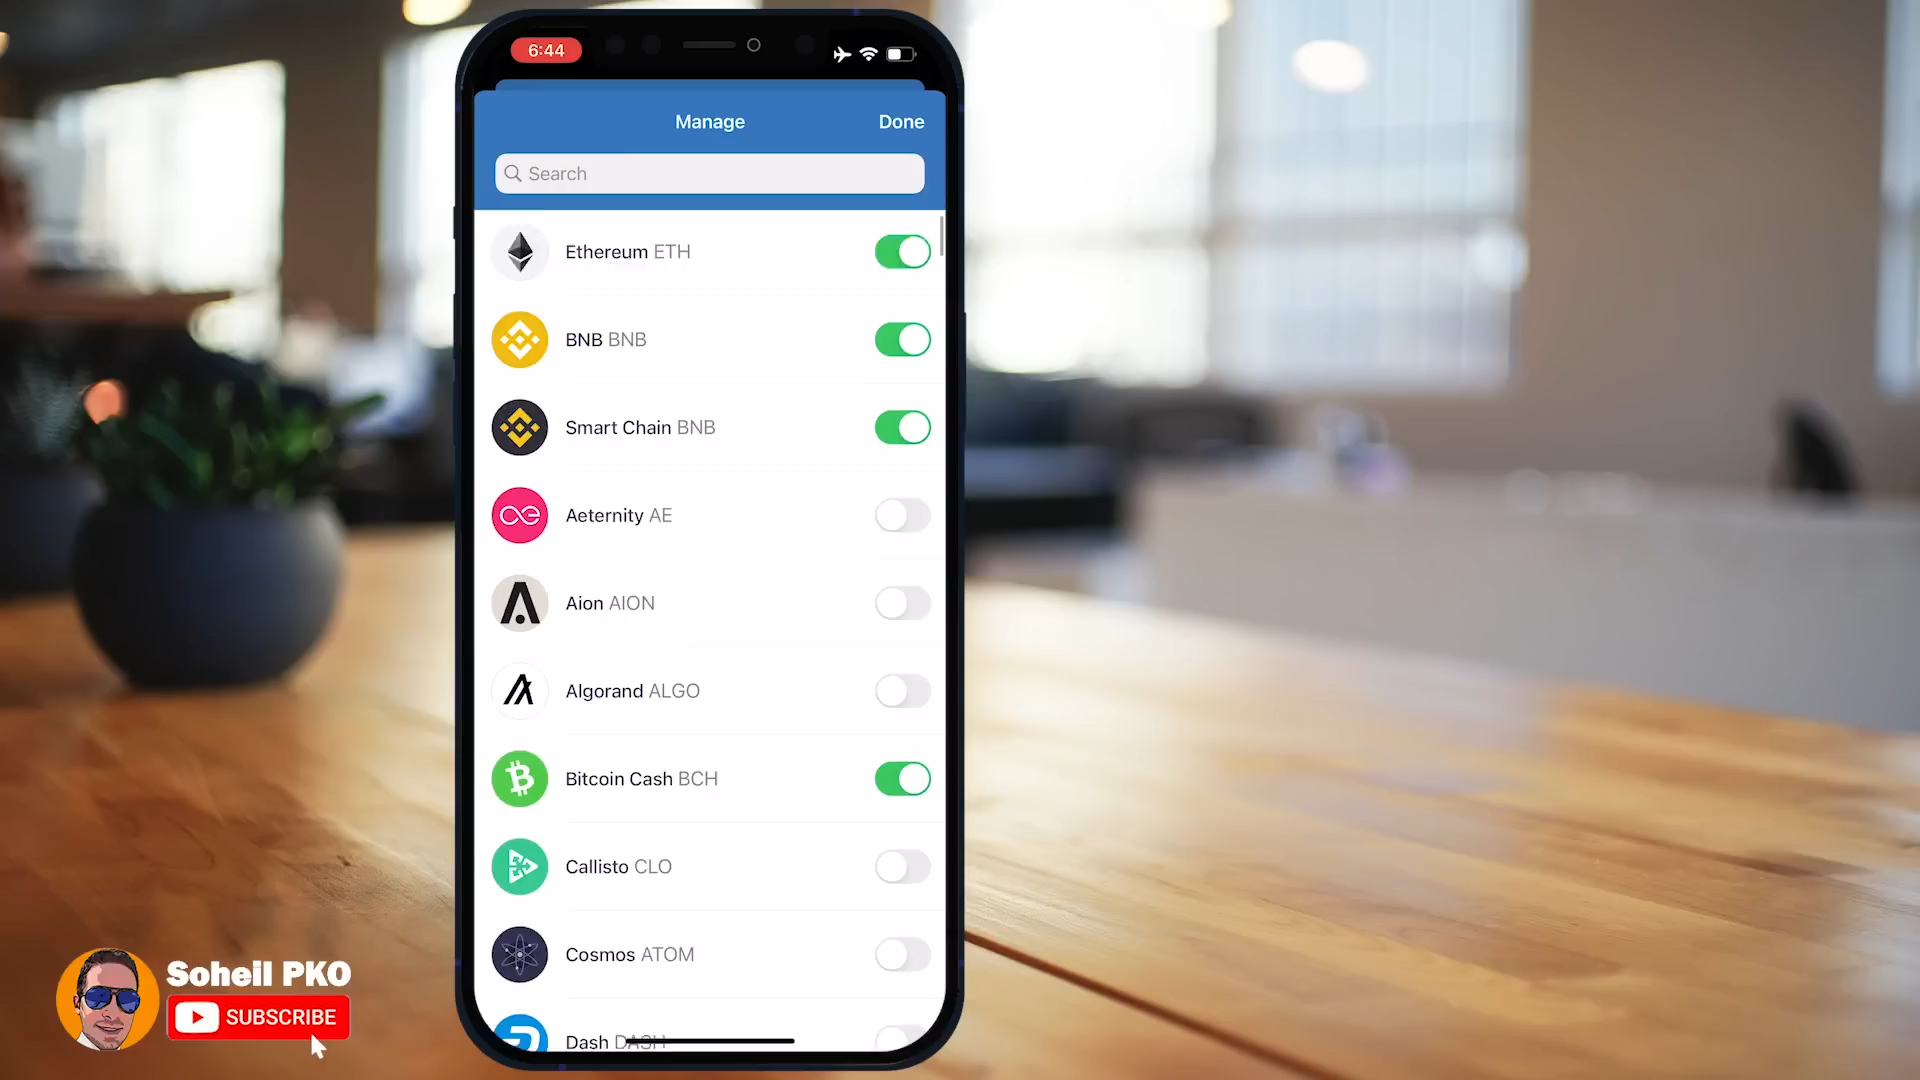 6:44
Manage
Done
Search
Ethereum ETH
BNB BNB
Smart Chain BNB
Aeternity AE
Aion AION
Algorand ALGO
Bitcoin Cash BCH
Callisto CLO
Cosmos ATOM
Dash DASH
Soheil PKO
SUBSCRIBE